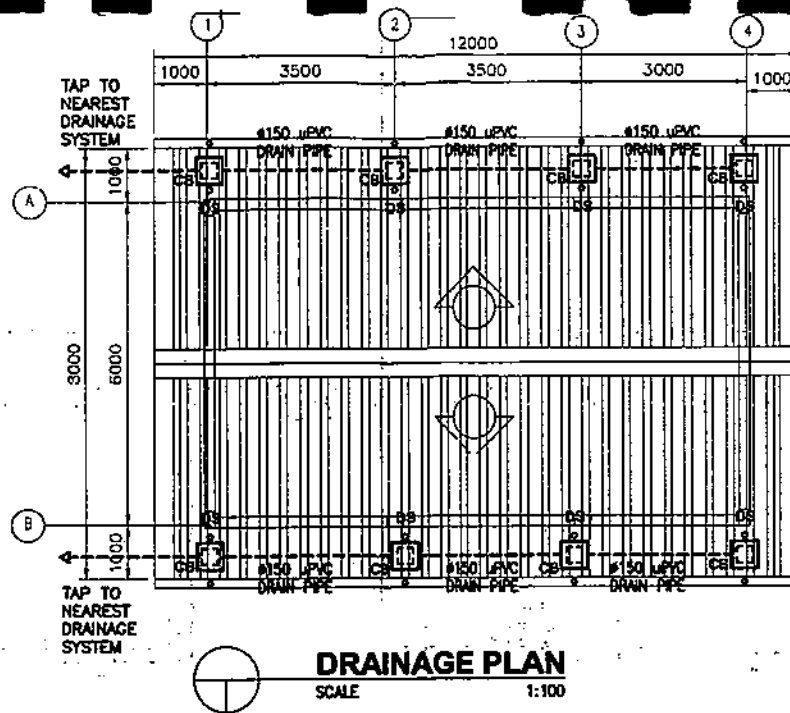 1 2 3 4
12000
1000 3500 3500 3000 1000
TAP TO
NEAREST
DRAINAGE
SYSTEM
ø150 uPVC ø150 uPVC ø150 uPVC
DRAIN PIPE DRAIN PIPE DRAIN PIPE
1000
CB CB CB CB
A
DS DS DS DS
3000 6000
B
DS DS DS DS
1000
CB CB CB CB
ø150 uPVC ø150 uPVC ø150 uPVC
DRAIN PIPE DRAIN PIPE DRAIN PIPE
TAP TO
NEAREST
DRAINAGE
SYSTEM
DRAINAGE PLAN
SCALE 1:100